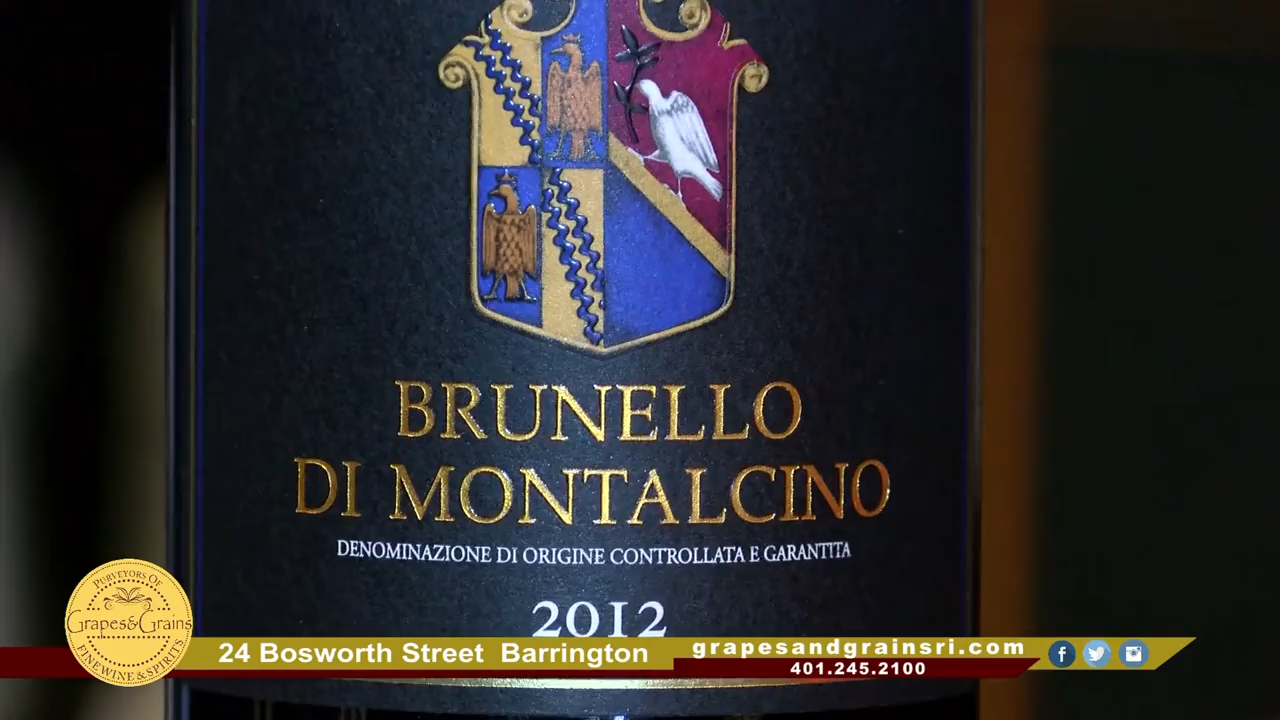 BRUNELLO
DI MONTALCINO
DENOMINAZIONE DI ORIGINE CONTROLLATA E GARANTITA
2012
PURVEYORS OF
Grapes&Grains
FINE WINE & SPIRITS
24 Bosworth Street Barrington
grapesandgrainsri.com
401.245.2100